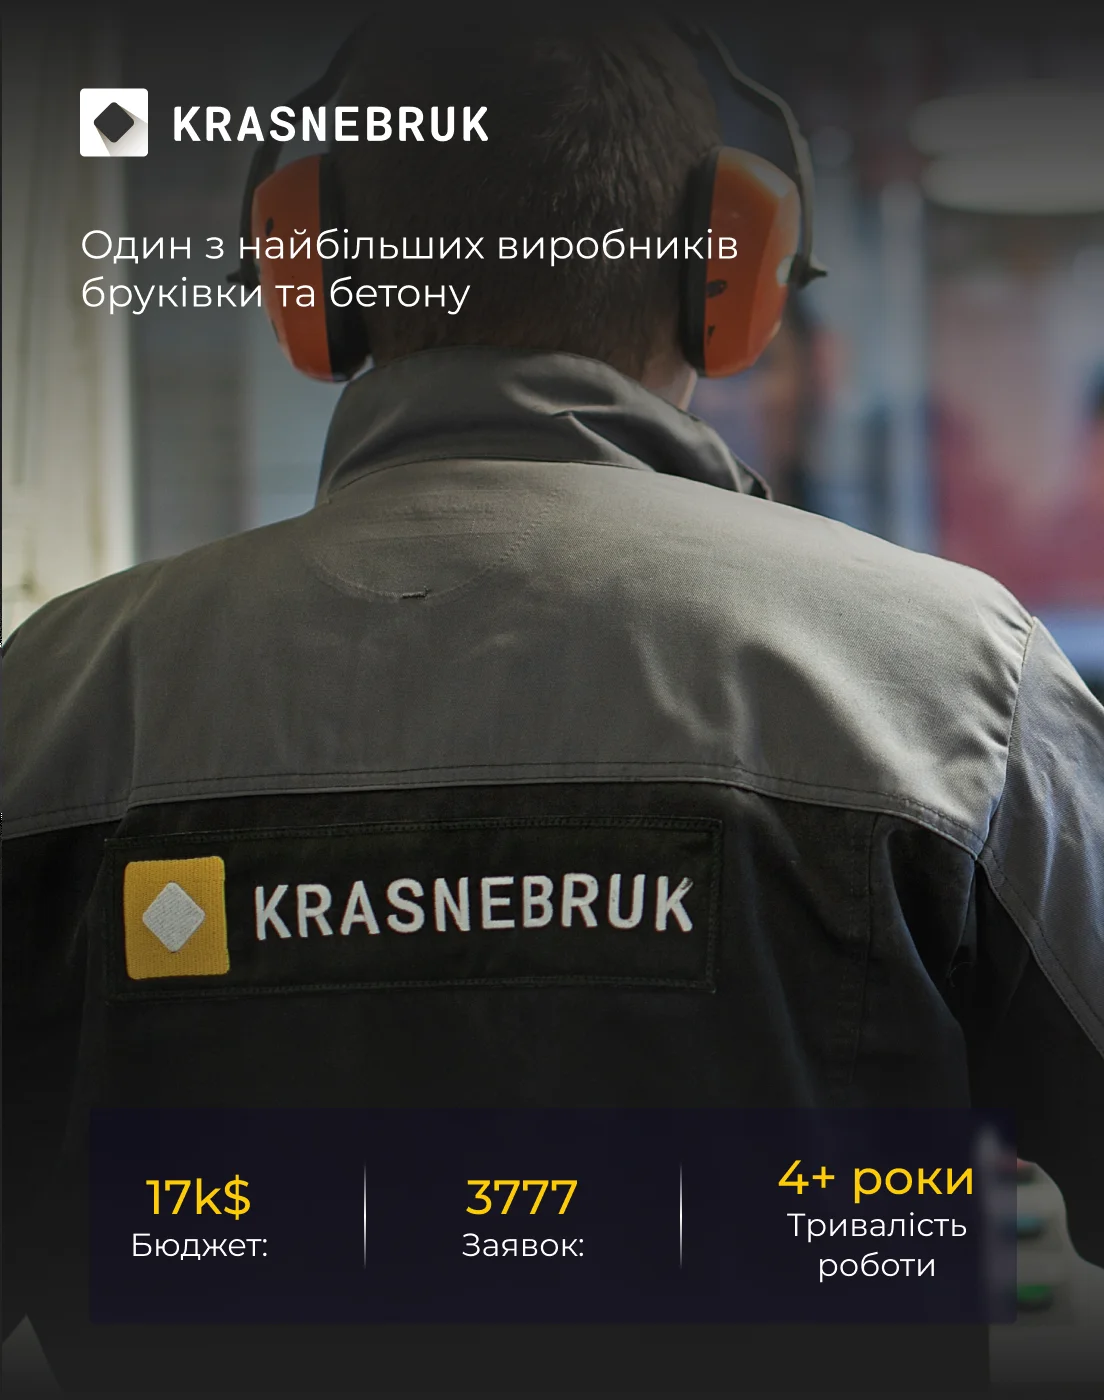 KRASNEBRUK
Один з найбільших виробників
бруківки та бетону
KRASNEBRUK
17k$
Бюджет:
3777
Заявок:
4+ роки
Тривалість
роботи